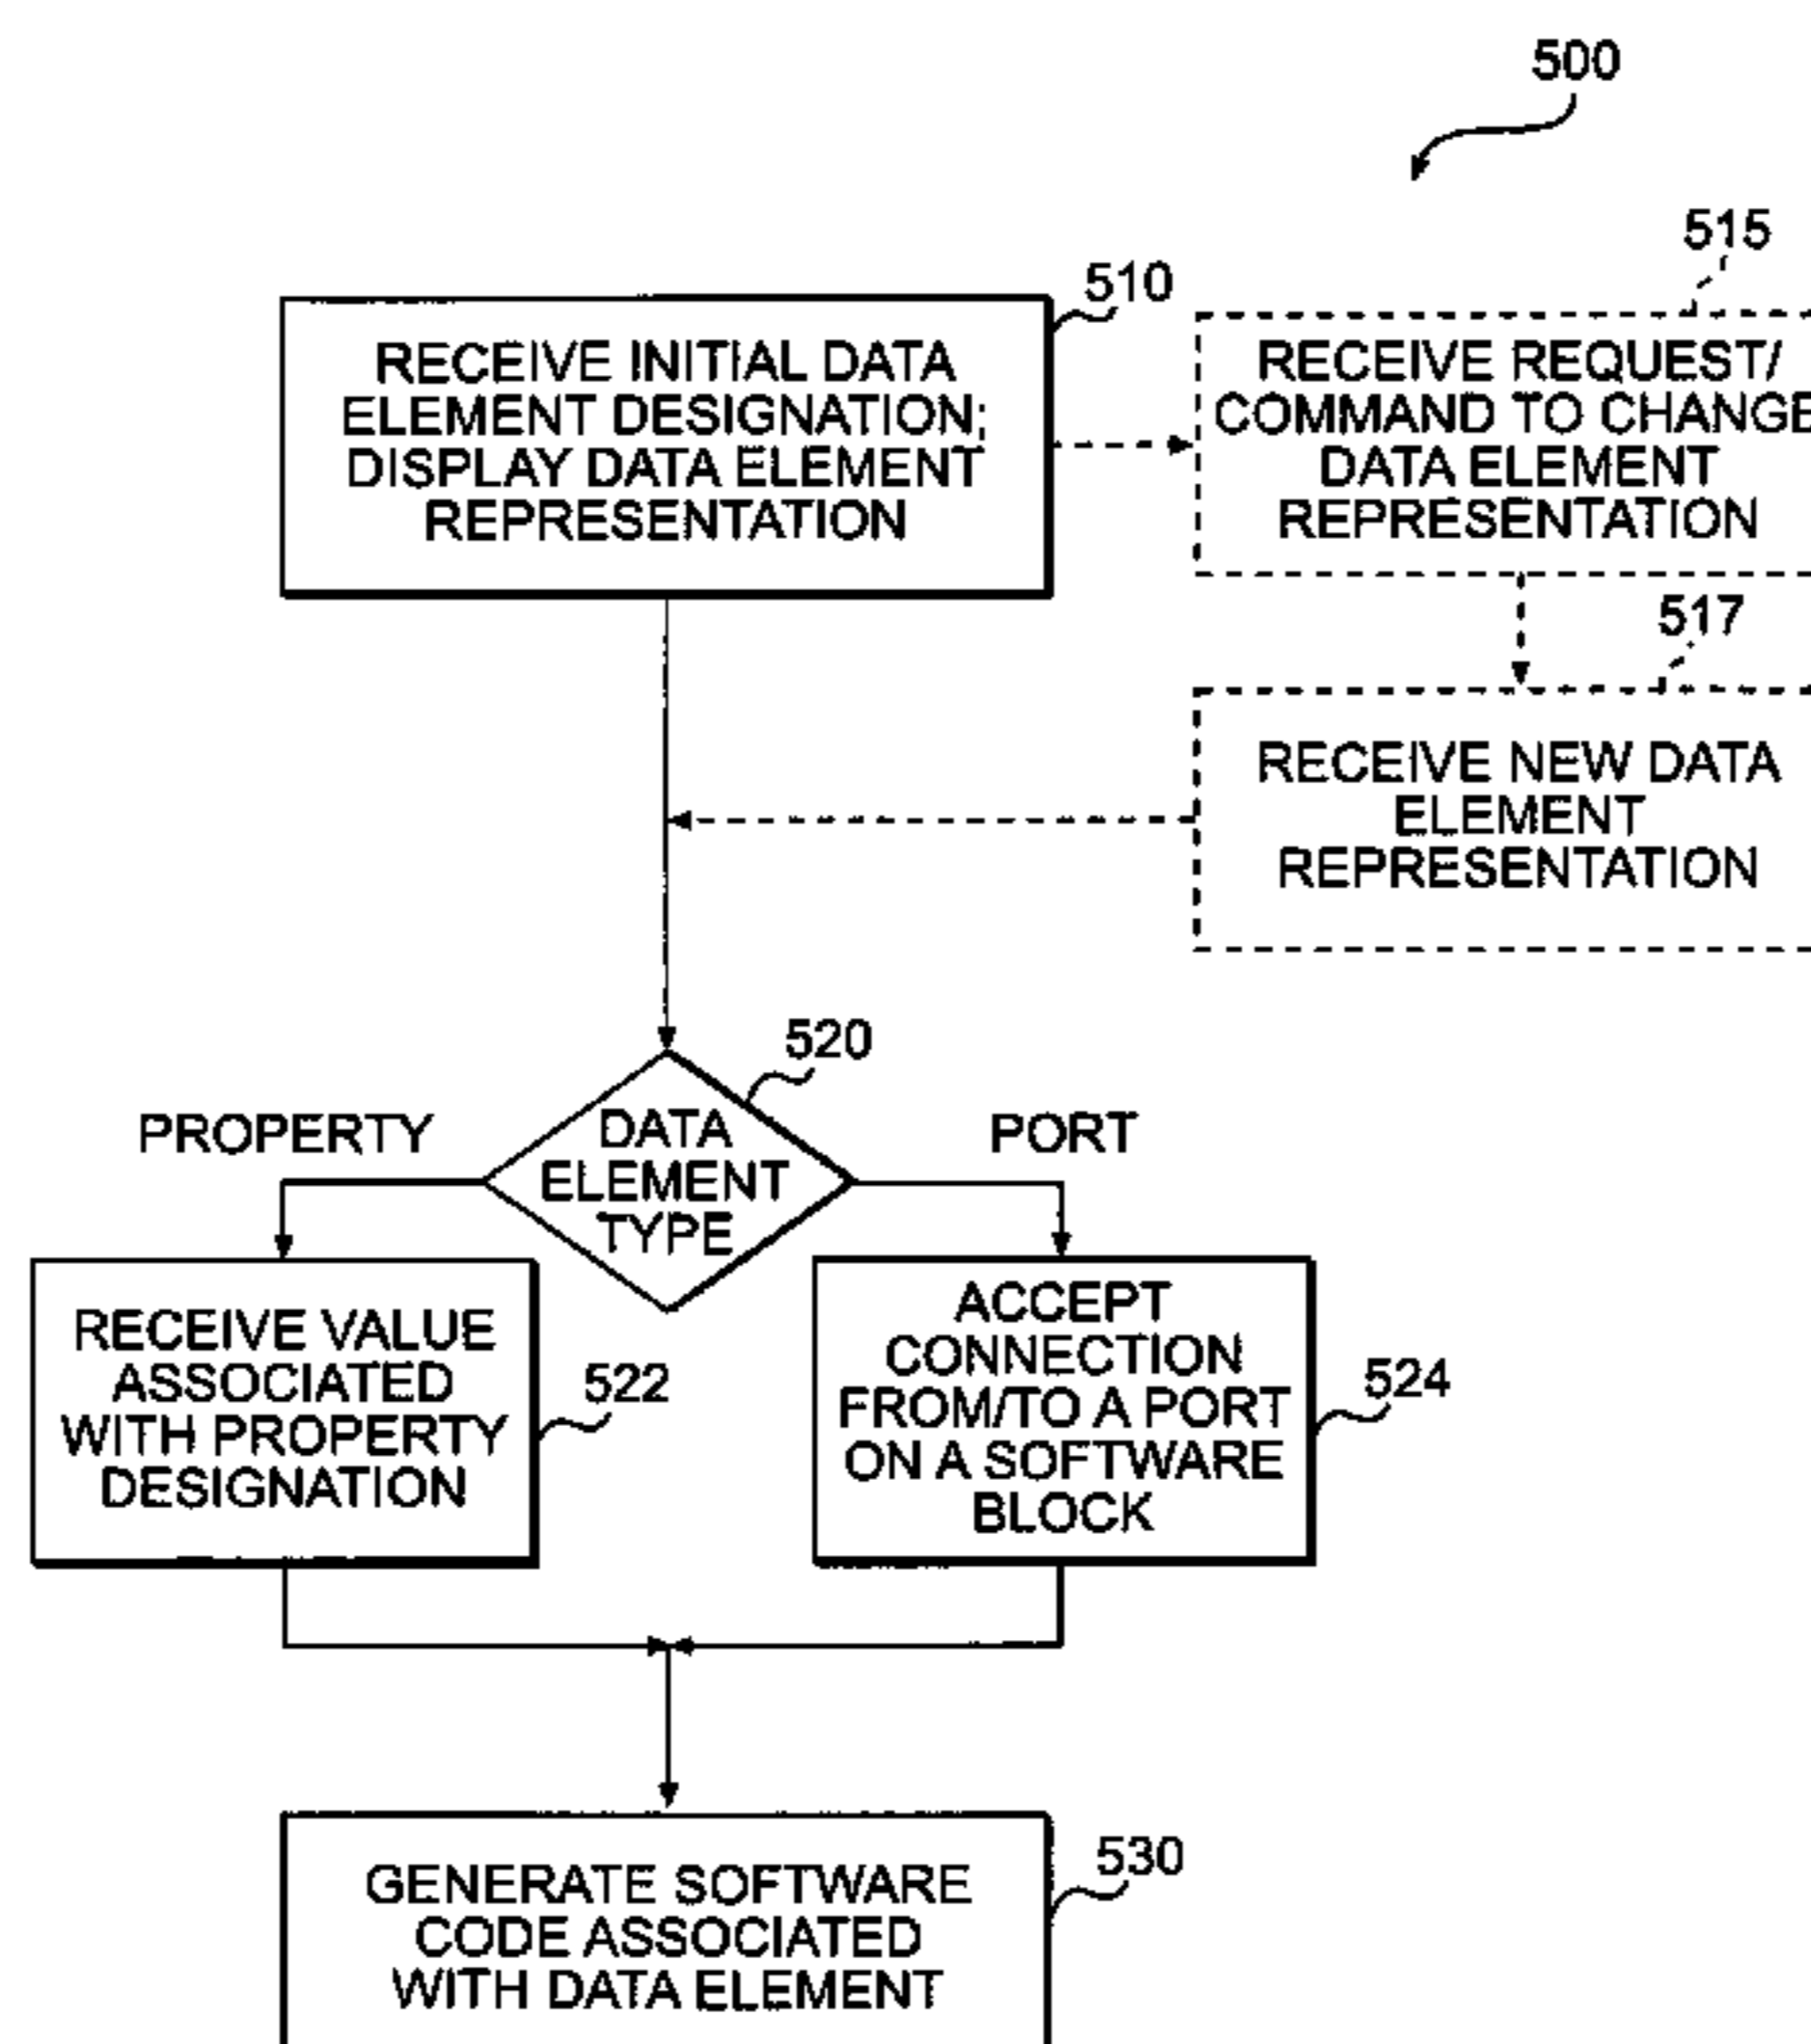 500
510
RECEIVE INITIAL DATA
ELEMENT DESIGNATION;
DISPLAY DATA ELEMENT
REPRESENTATION
515
RECEIVE REQUEST/
COMMAND TO CHANGE
DATA ELEMENT
REPRESENTATION
517
RECEIVE NEW DATA
ELEMENT
REPRESENTATION
520
DATA
ELEMENT
TYPE
PROPERTY
PORT
RECEIVE VALUE
ASSOCIATED
WITH PROPERTY
DESIGNATION
522
ACCEPT
CONNECTION
FROM/TO A PORT
ON A SOFTWARE
BLOCK
524
530
GENERATE SOFTWARE
CODE ASSOCIATED
WITH DATA ELEMENT